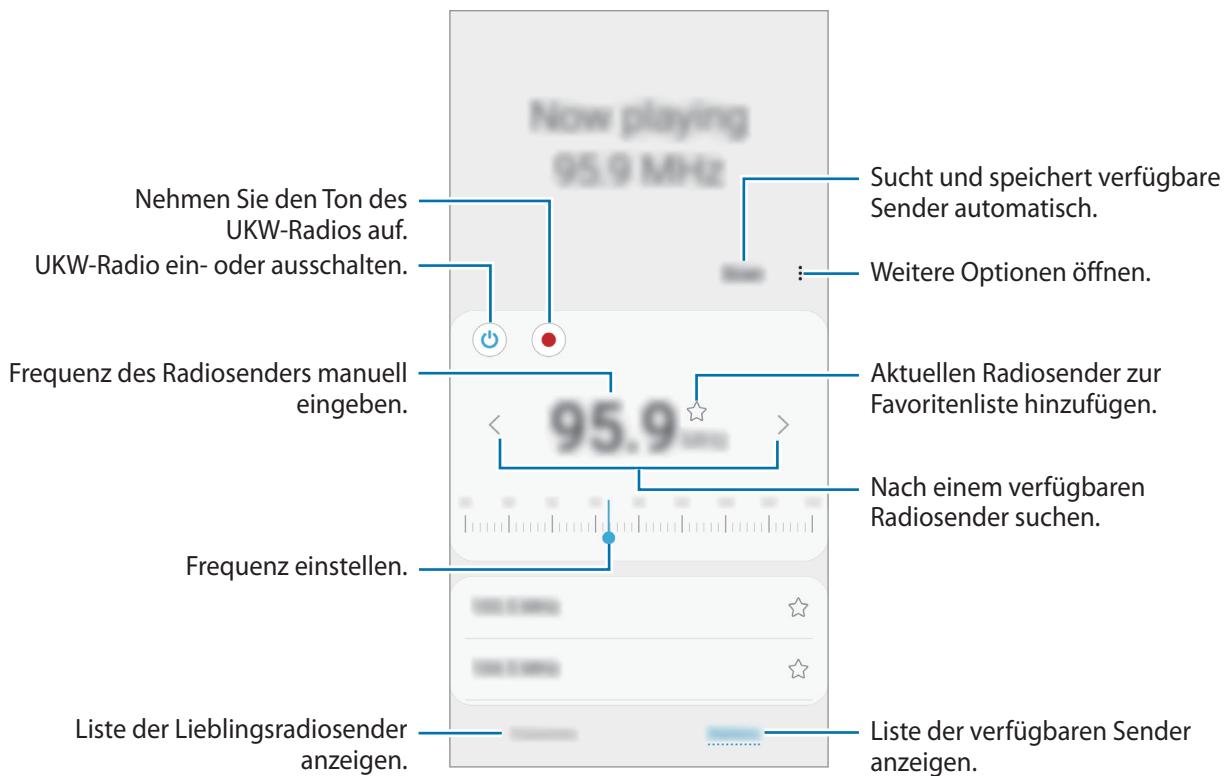 Now playing
95.9 MHz
Nehmen Sie den Ton des
UKW-Radios auf.
UKW-Radio ein- oder ausschalten.
Frequenz des Radiosenders manuell
eingeben.
Frequenz einstellen.
Liste der Lieblingsradiosender
anzeigen.
Sucht und speichert verfügbare
Sender automatisch.
Scan
Weitere Optionen öffnen.
Aktuellen Radiosender zur
Favoritenliste hinzufügen.
95.9 MHz
Nach einem verfügbaren
Radiosender suchen.
Liste der verfügbaren Sender
anzeigen.